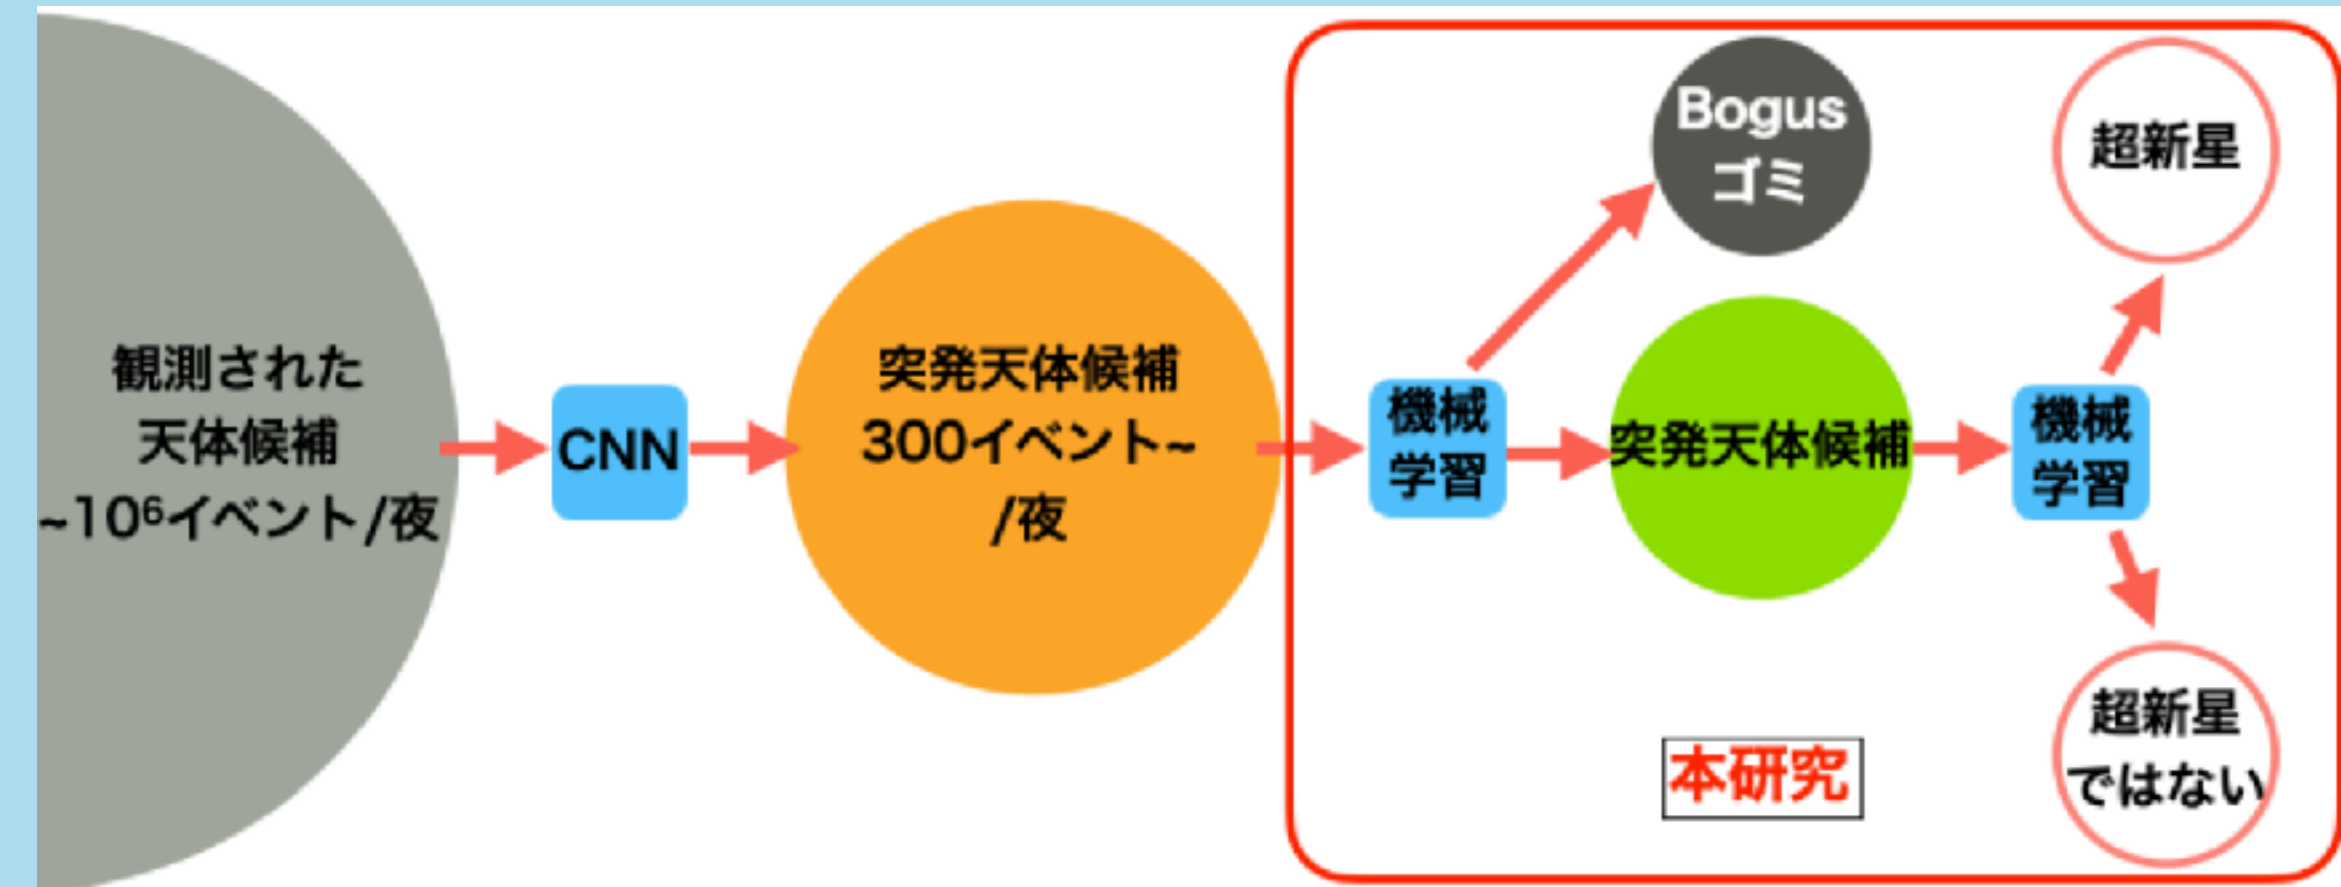 観測された
天体候補
~10⁶イベント/夜
CNN
突発天体候補
300イベント~
/夜
機械
学習
Bogus
ゴミ
突発天体候補
機械
学習
超新星
超新星
ではない
本研究